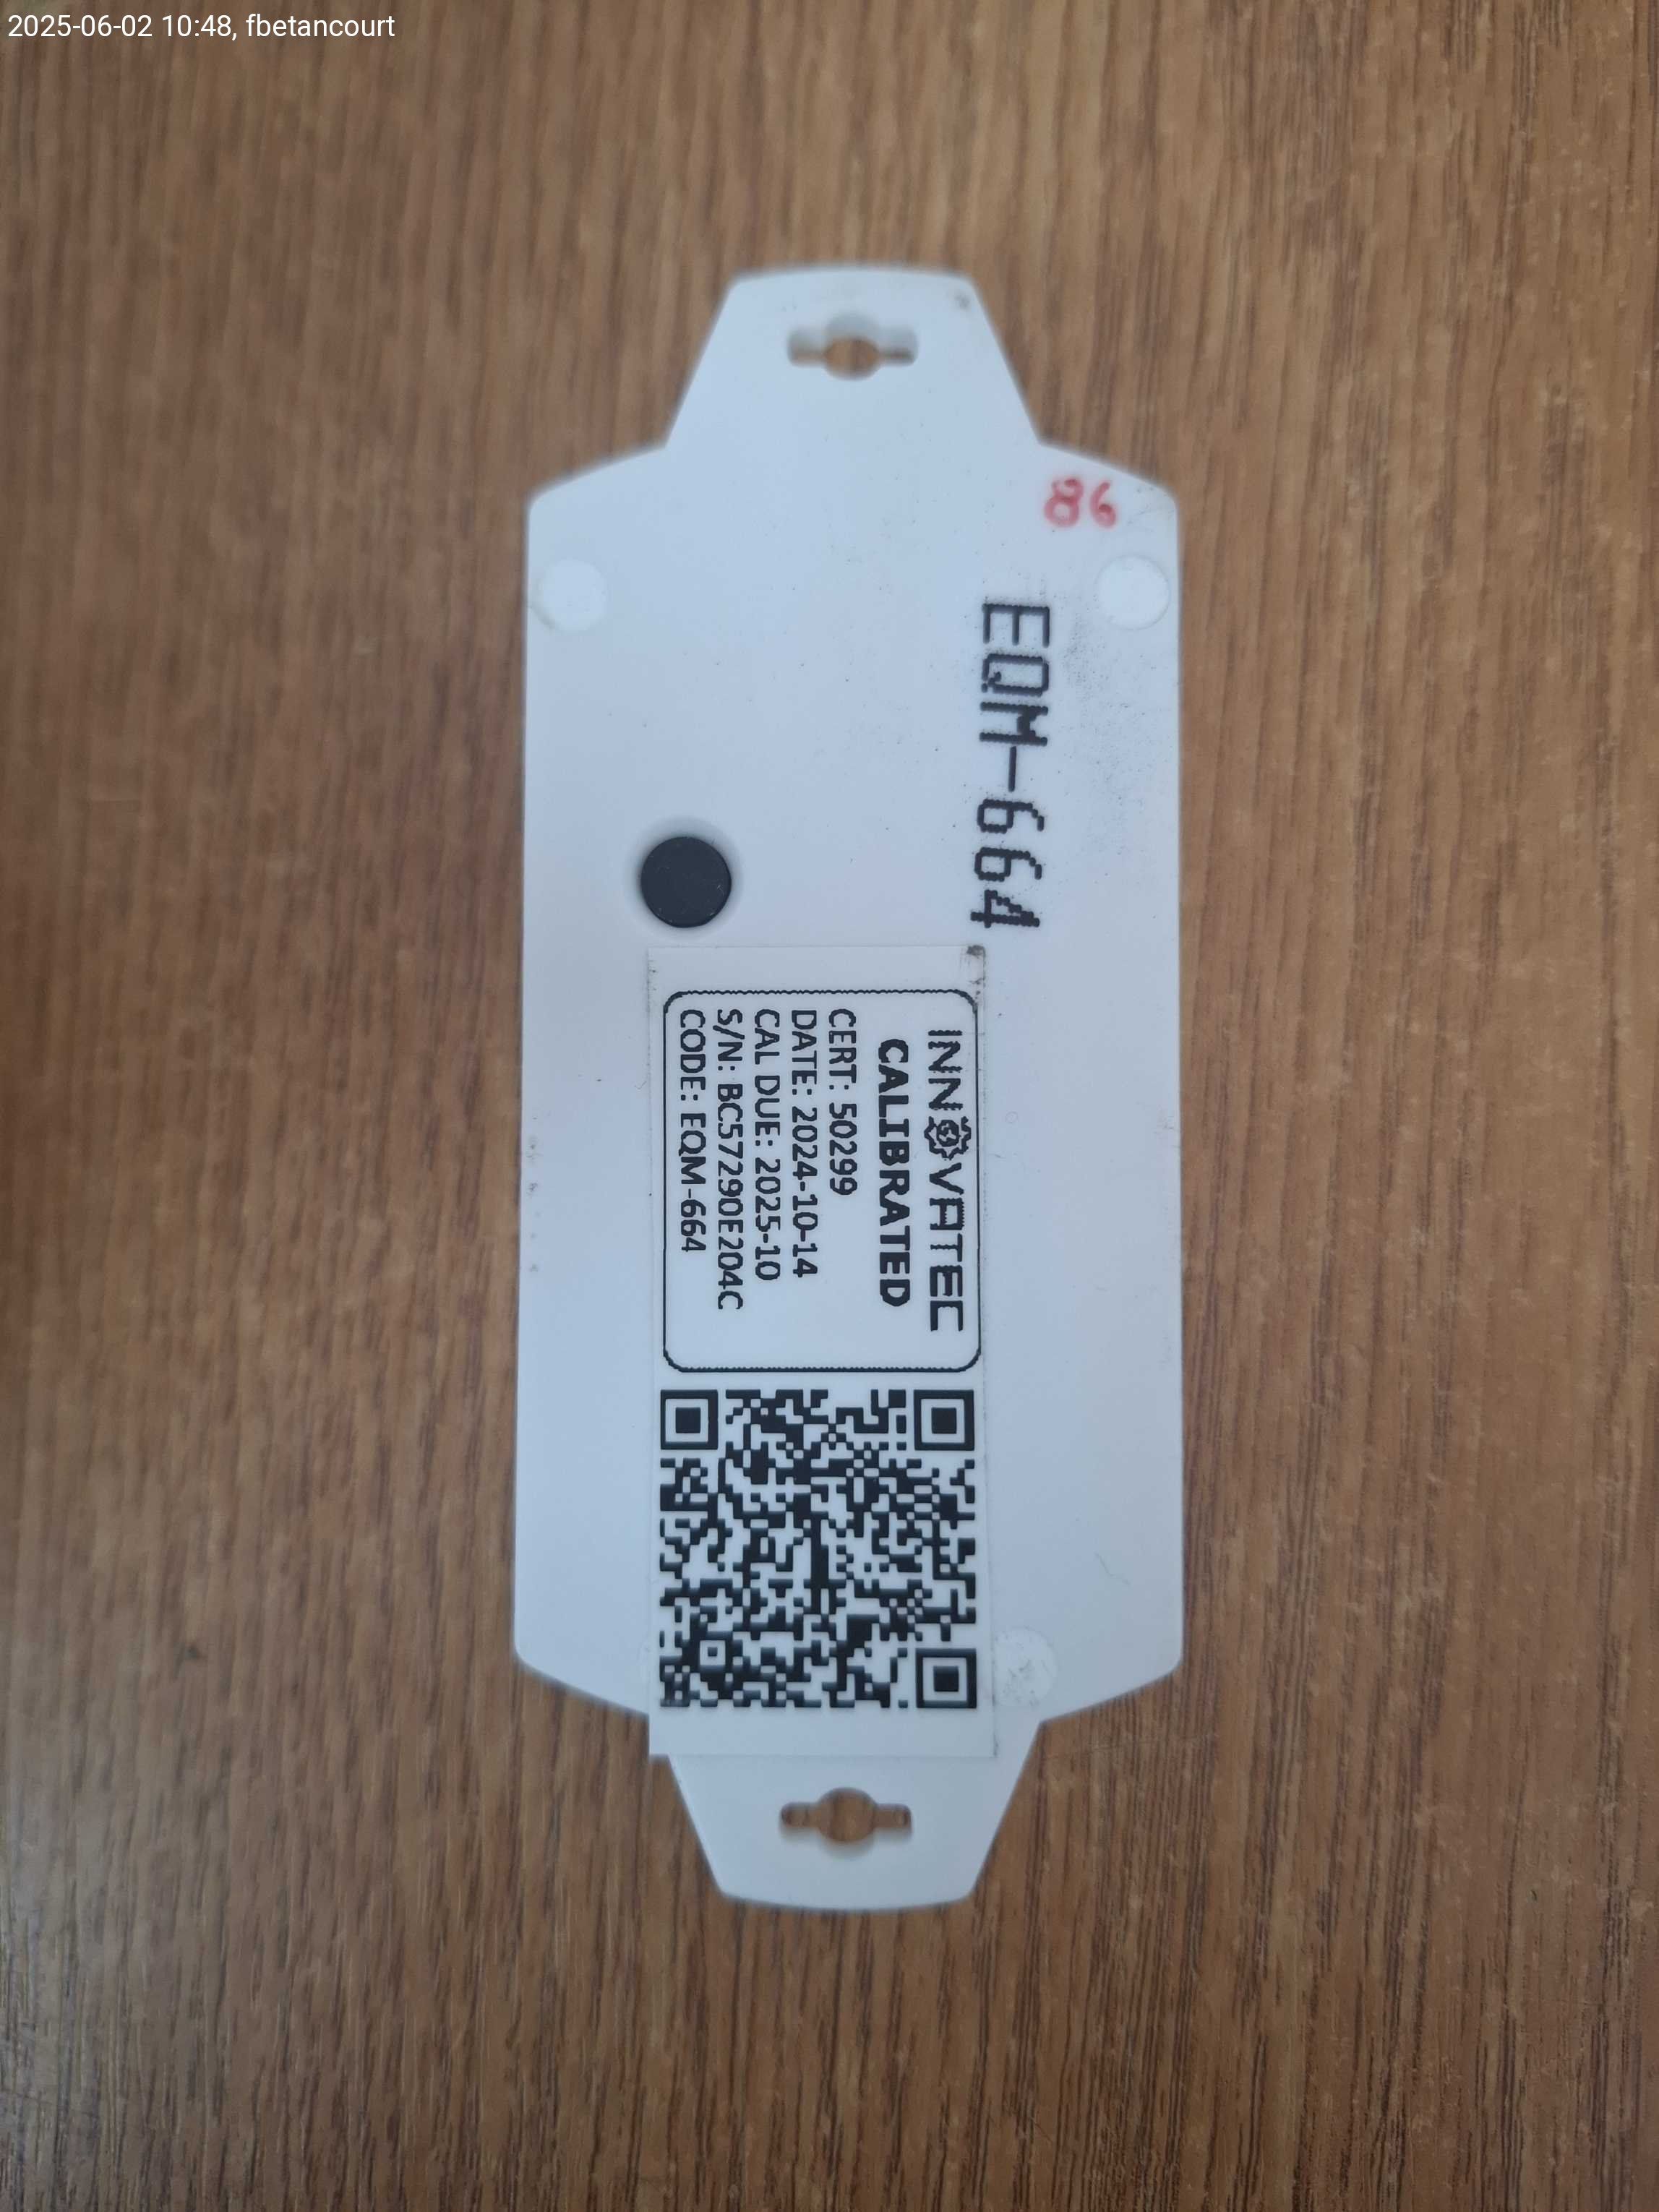 2025-06-02 10:48, fbetancourt
86
EQM-664
INNOVATEC
CALIBRATED
CERT: 50299
DATE: 2024-10-14
CAL DUE: 2025-10
S/N: BC57290E204C
CODE: EQM-664